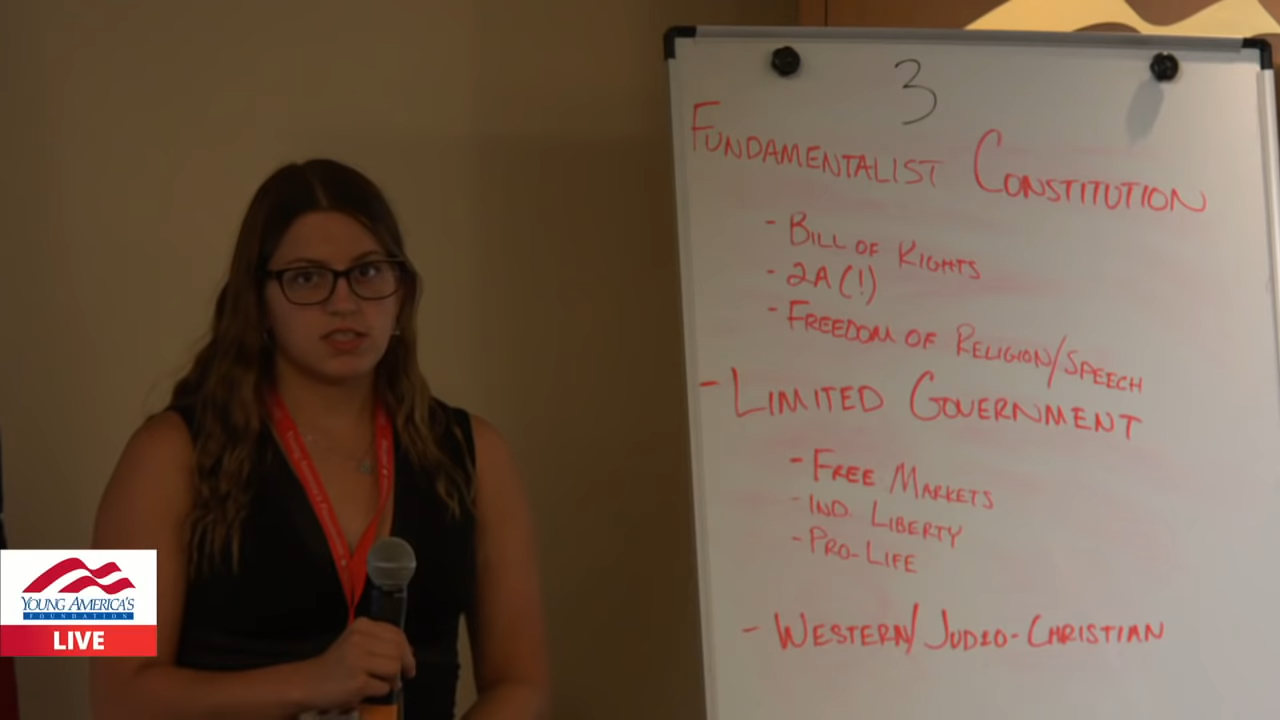 3
FUNDAMENTALIST CONSTITUTION
- BILL OF RIGHTS
- 2A (!)
- FREEDOM OF RELIGION/SPEECH
- LIMITED GOVERNMENT
- FREE MARKETS
- IND. LIBERTY
- PRO-LIFE
- WESTERN/JUDEO-CHRISTIAN
YOUNG AMERICA'S
FOUNDATION
LIVE